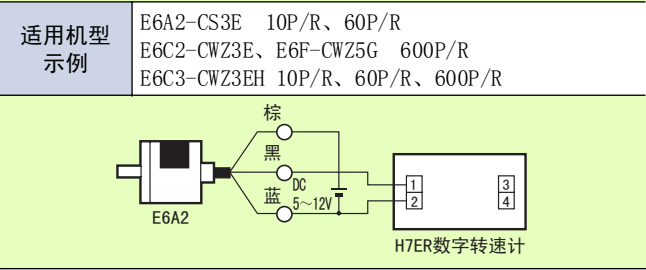 适用机型
示例
E6A2-CS3E 10P/R、60P/R
E6C2-CWZ3E、E6F-CWZ5G 600P/R
E6C3-CWZ3EH 10P/R、60P/R、600P/R
棕
黑
蓝
DC
5～12V
E6A2
1
2
3
4
H7ER数字转速计